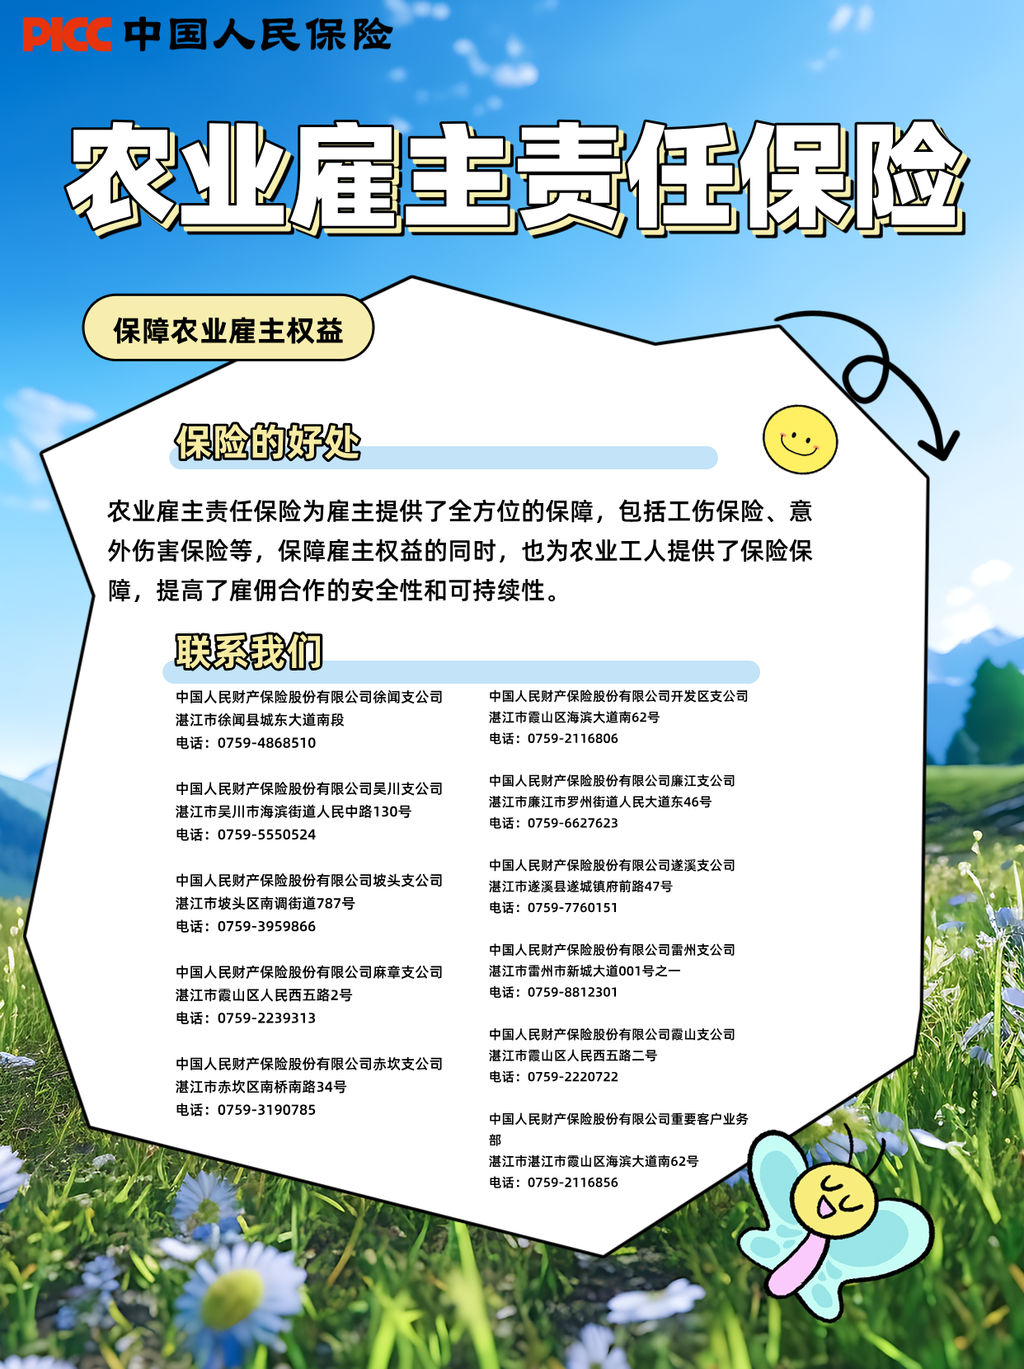 PICC 中国人民保险
农业雇主责任保险
保障农业雇主权益
保险的好处
农业雇主责任保险为雇主提供了全方位的保障，包括工伤保险、意
外伤害保险等，保障雇主权益的同时，也为农业工人提供了保险保
障，提高了雇佣合作的安全性和可持续性。
联系我们
中国人民财产保险股份有限公司徐闻支公司
湛江市徐闻县城东大道南段
电话：0759-4868510
中国人民财产保险股份有限公司吴川支公司
湛江市吴川市海滨街道人民中路130号
电话：0759-5550524
中国人民财产保险股份有限公司坡头支公司
湛江市坡头区南调街道787号
电话：0759-3959866
中国人民财产保险股份有限公司麻章支公司
湛江市霞山区人民西五路2号
电话：0759-2239313
中国人民财产保险股份有限公司赤坎支公司
湛江市赤坎区南桥南路34号
电话：0759-3190785
中国人民财产保险股份有限公司开发区支公司
湛江市霞山区海滨大道南62号
电话：0759-2116806
中国人民财产保险股份有限公司廉江支公司
湛江市廉江市罗州街道人民大道东46号
电话：0759-6627623
中国人民财产保险股份有限公司遂溪支公司
湛江市遂溪县遂城镇府前路47号
电话：0759-7760151
中国人民财产保险股份有限公司雷州支公司
湛江市雷州市新城大道001号之一
电话：0759-8812301
中国人民财产保险股份有限公司霞山支公司
湛江市霞山区人民西五路二号
电话：0759-2220722
中国人民财产保险股份有限公司重要客户业务
部
湛江市湛江市霞山区海滨大道南62号
电话：0759-2116856